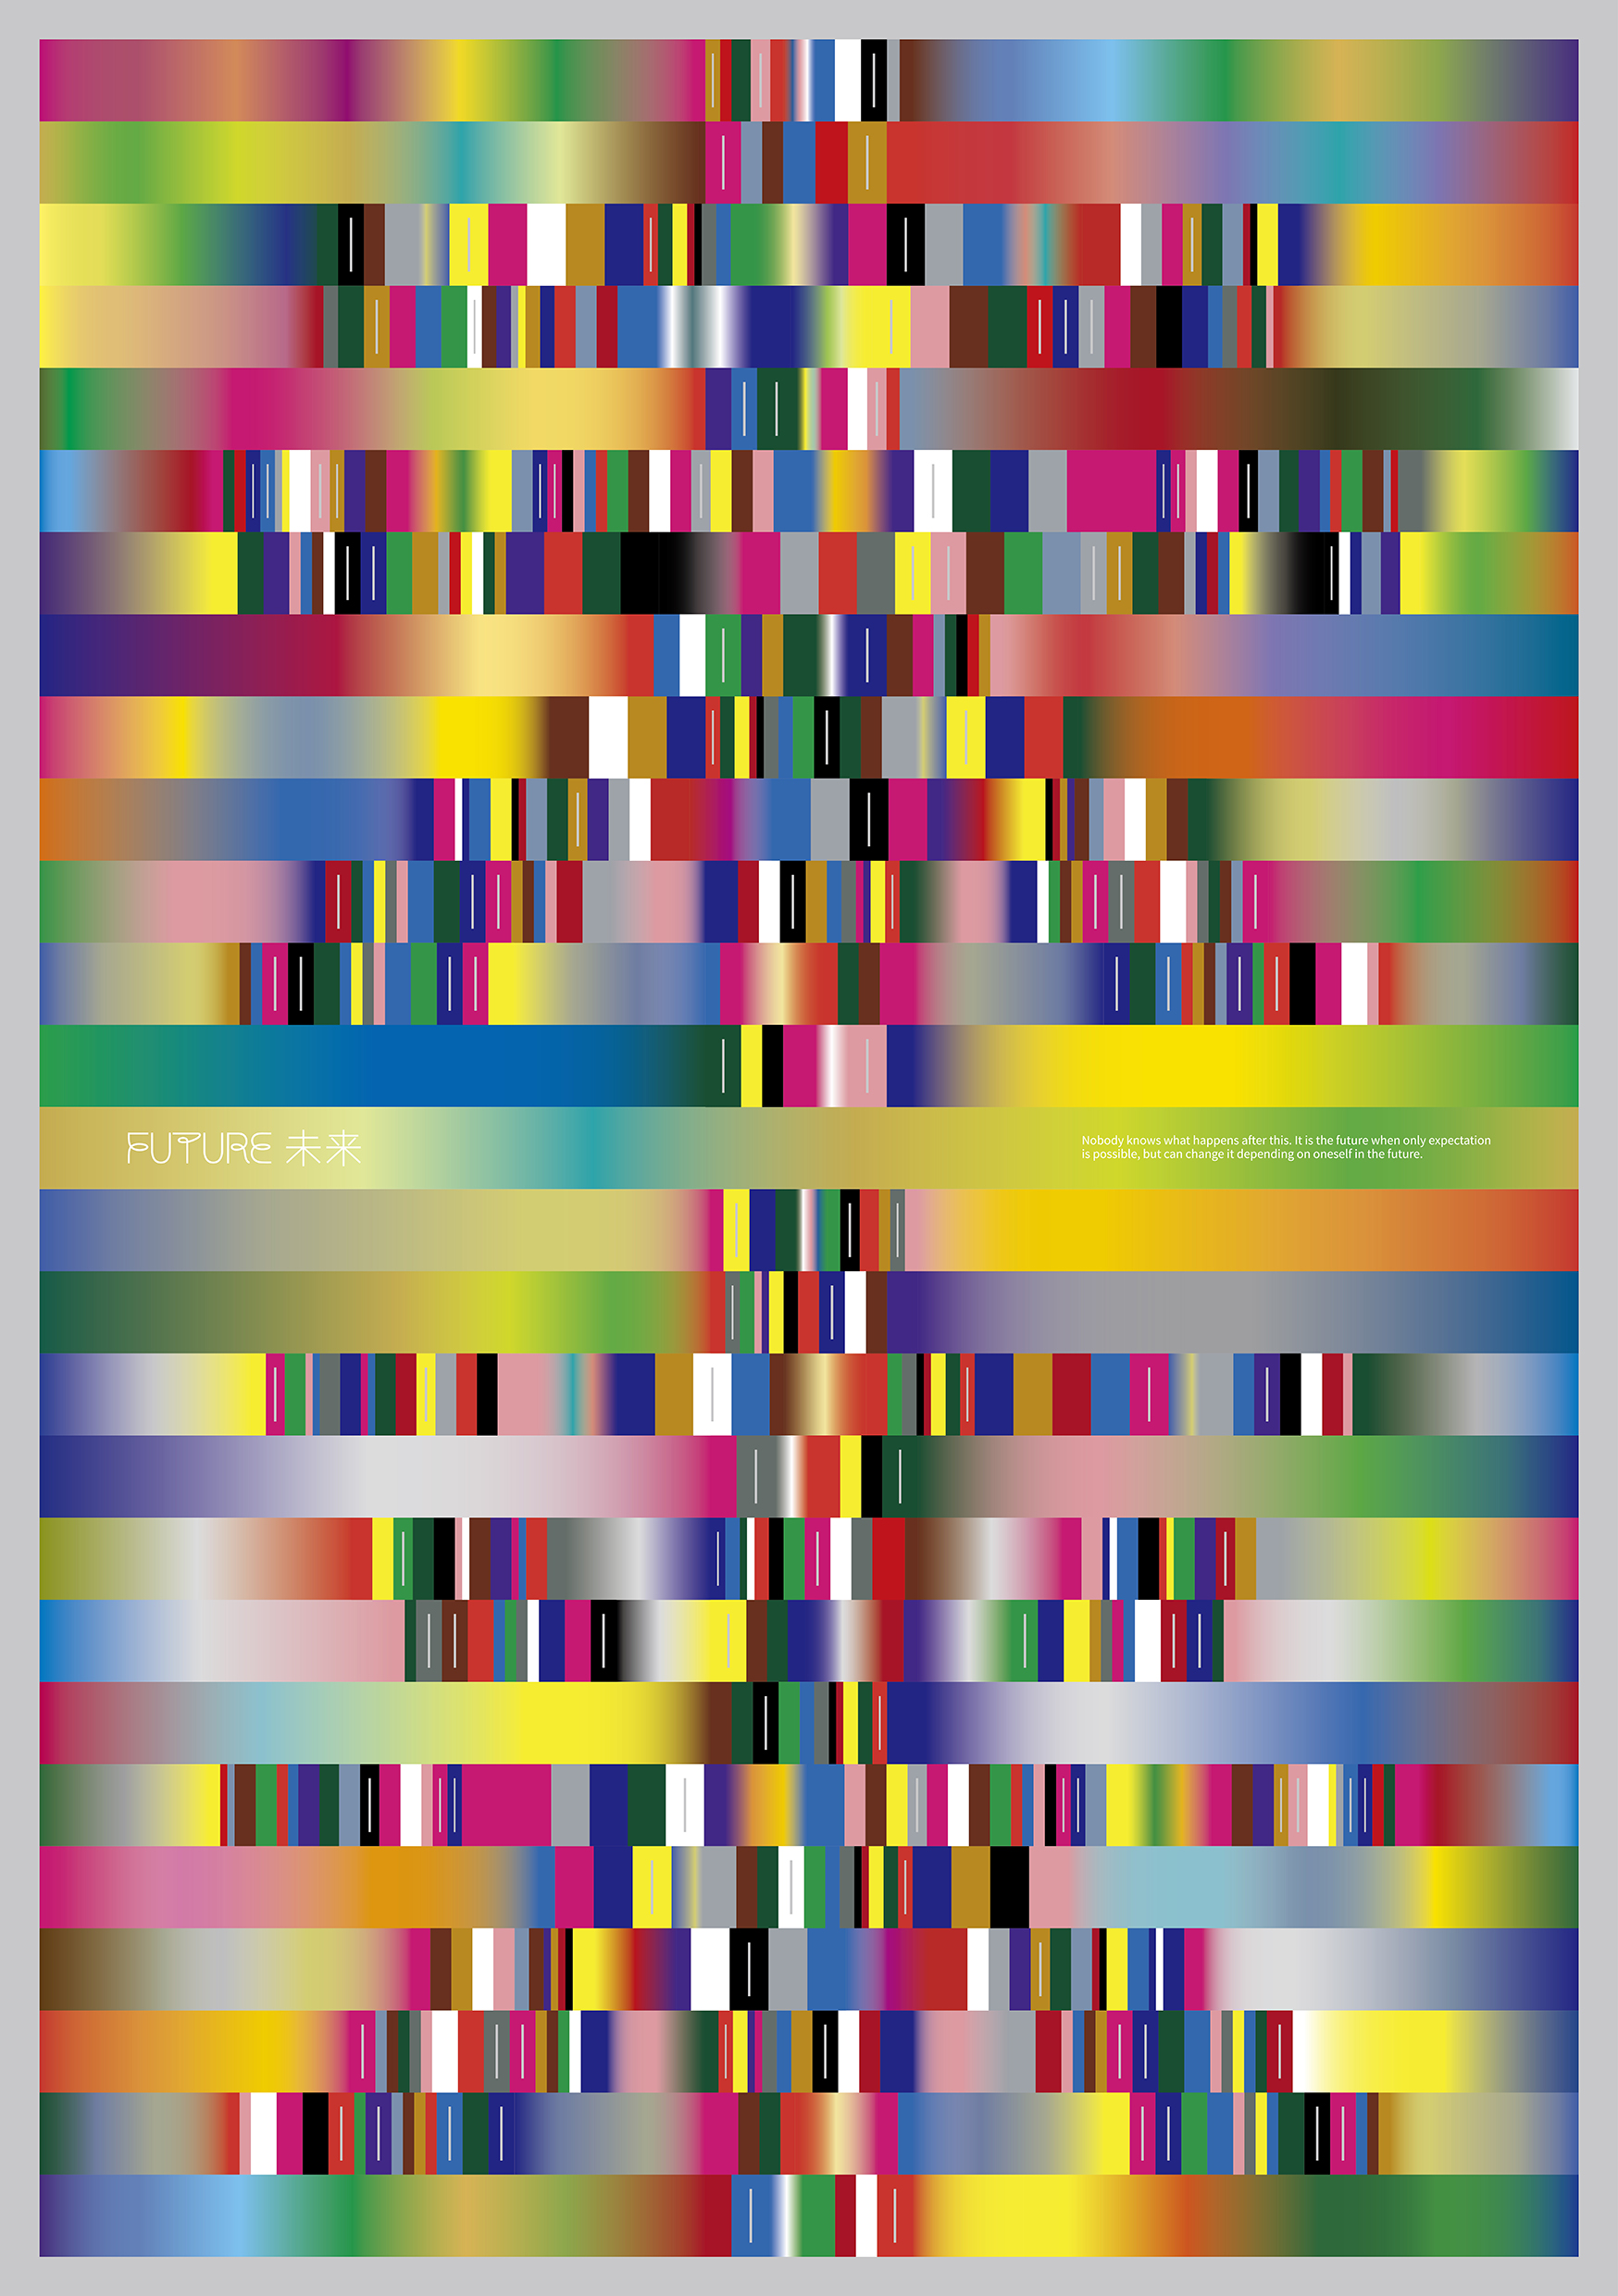 FUTURE 未来
Nobody knows what happens after this. It is the future when only expectation
is possible, but can change it depending on oneself in the future.